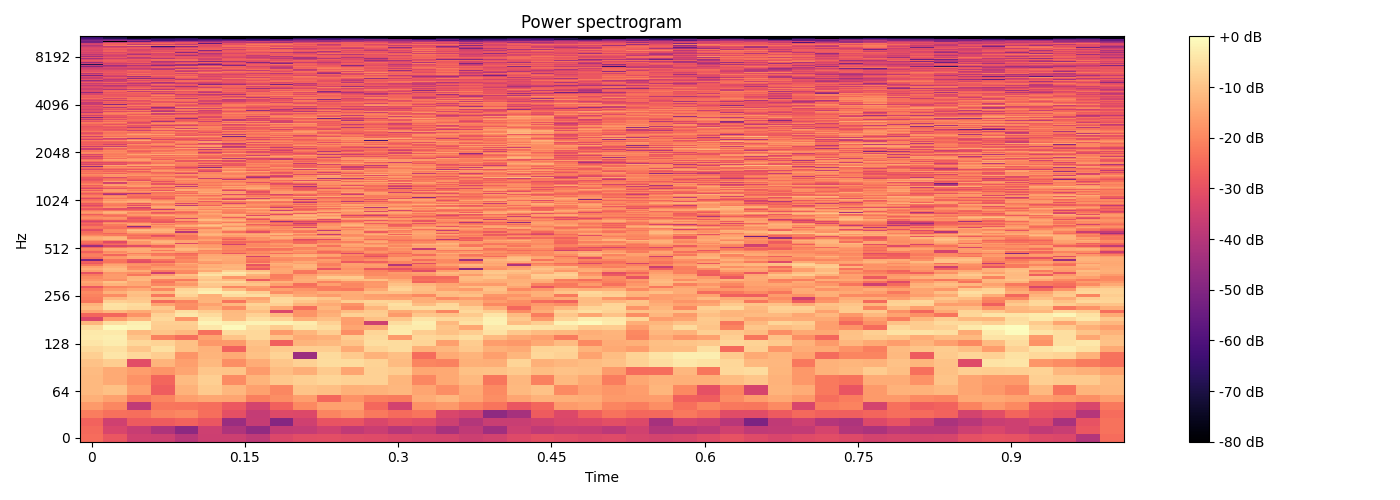 Power spectrogram
Hz
8192
4096
2048
1024
512
256
128
64
0
0 0.15 0.3 0.45 0.6 0.75 0.9
Time
+0 dB
-10 dB
-20 dB
-30 dB
-40 dB
-50 dB
-60 dB
-70 dB
-80 dB